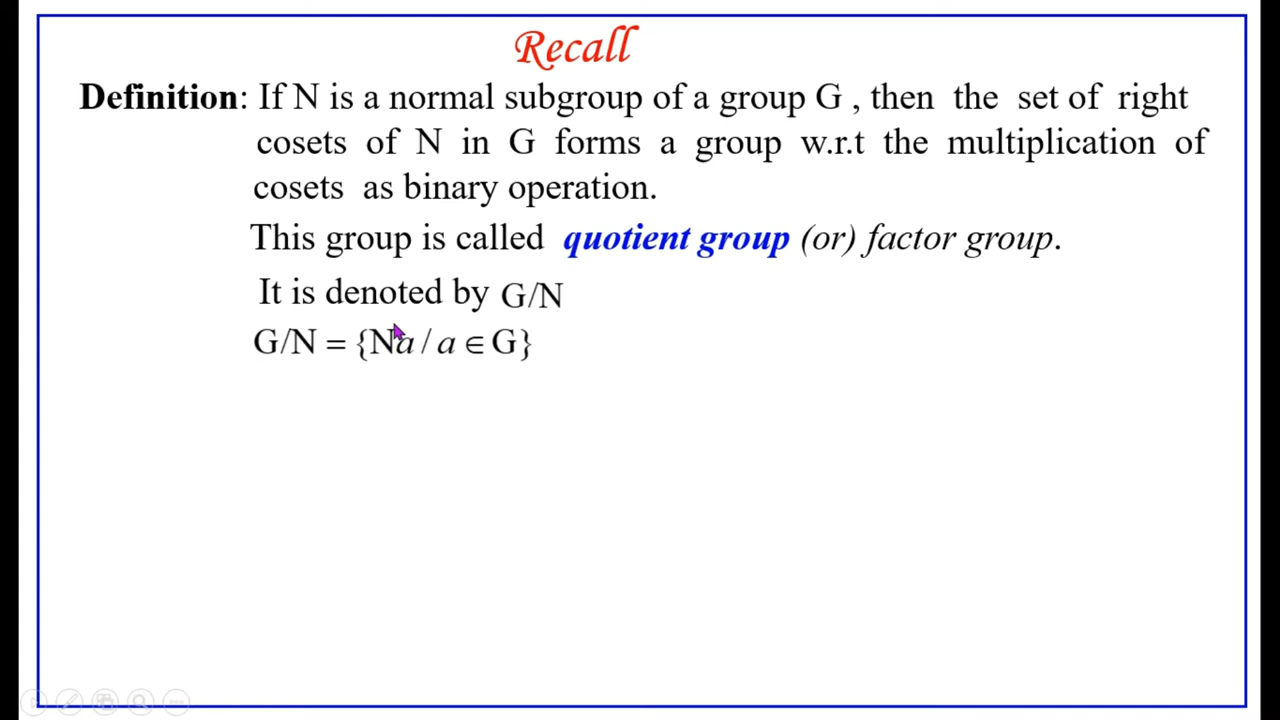 Recall
Definition: If N is a normal subgroup of a group G , then the set of right
cosets of N in G forms a group w.r.t the multiplication of
cosets as binary operation.
This group is called quotient group (or) factor group.
It is denoted by G/N
G/N = {Na / a ∈ G}